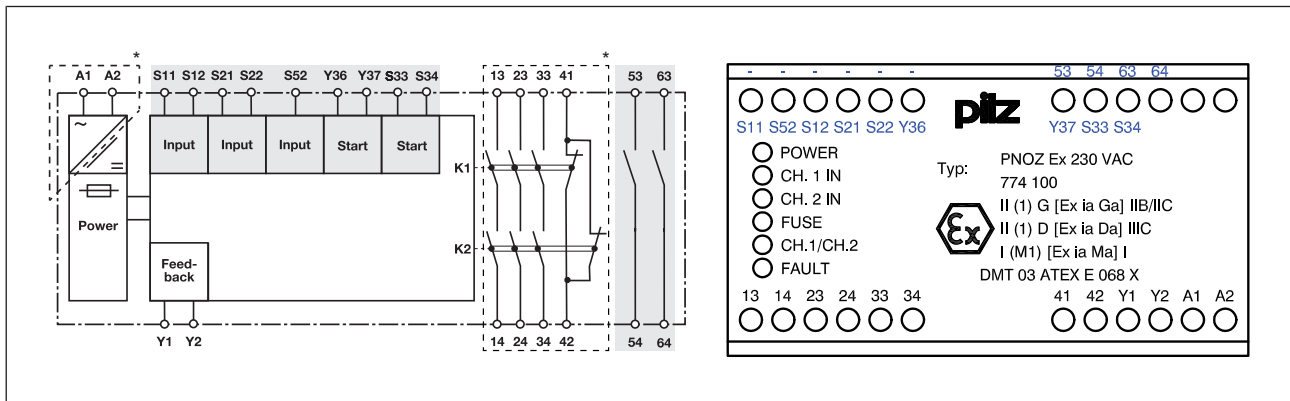 * *
A1 A2 S11 S12 S21 S22 S52 Y36 Y37 S33 S34 13 23 33 41 53 63
~
=
Input Input Input Start Start
K1
Power
K2
Feed-
back
Y1 Y2 14 24 34 42 54 64
- - - - - - 53 54 63 64
pilz
S11 S52 S12 S21 S22 Y36 Y37 S33 S34
POWER
CH. 1 IN
CH. 2 IN
FUSE
CH.1/CH.2
FAULT
Typ: PNOZ Ex 230 VAC
774 100
Ex
II (1) G [Ex ia Ga] IIB/IIC
II (1) D [Ex ia Da] IIIC
I (M1) [Ex ia Ma] I
DMT 03 ATEX E 068 X
13 14 23 24 33 34 41 42 Y1 Y2 A1 A2